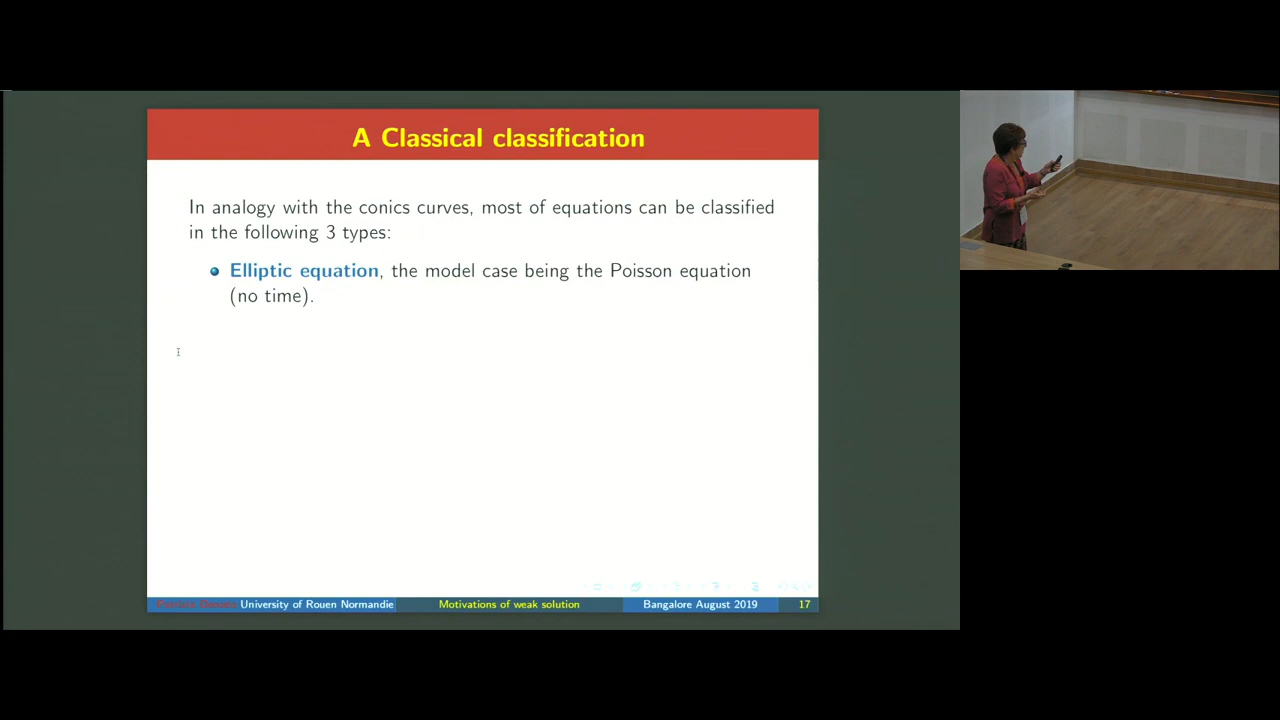 A Classical classification
In analogy with the conics curves, most of equations can be classified
in the following 3 types:
Elliptic equation, the model case being the Poisson equation
(no time).
University of Rouen Normandie Motivations of weak solution Bangalore August 2019 17